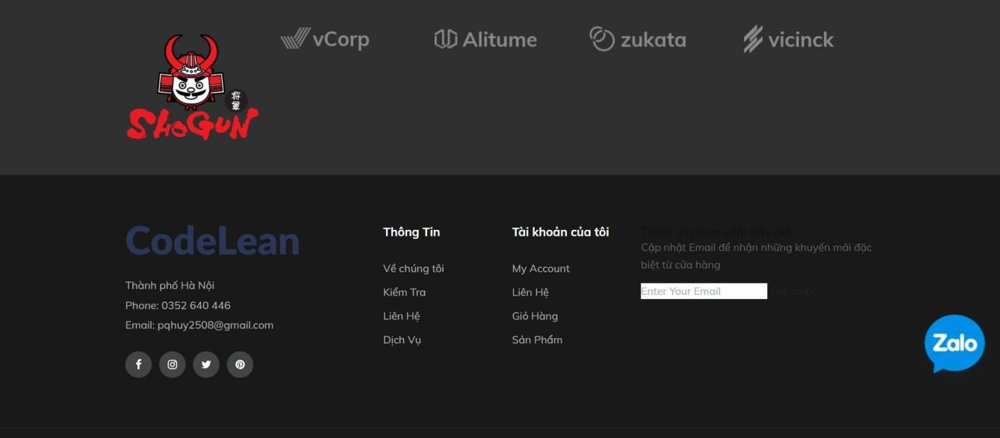 vCorp
Alitume
zukata
vicinck
SHOGUN
CodeLean
Thành phố Hà Nội
Phone: 0352 640 446
Email: pqhuy2508@gmail.com
Thông Tin
Về chúng tôi
Kiểm Tra
Liên Hệ
Dịch Vụ
Tài khoản của tôi
My Account
Liên Hệ
Giỏ Hàng
Sản Phẩm
Tham gia mua sắm bây giờ
Cập nhật Email để nhận những khuyến mãi đặc
biệt từ cửa hàng
Enter Your Email Subscribe
Zalo